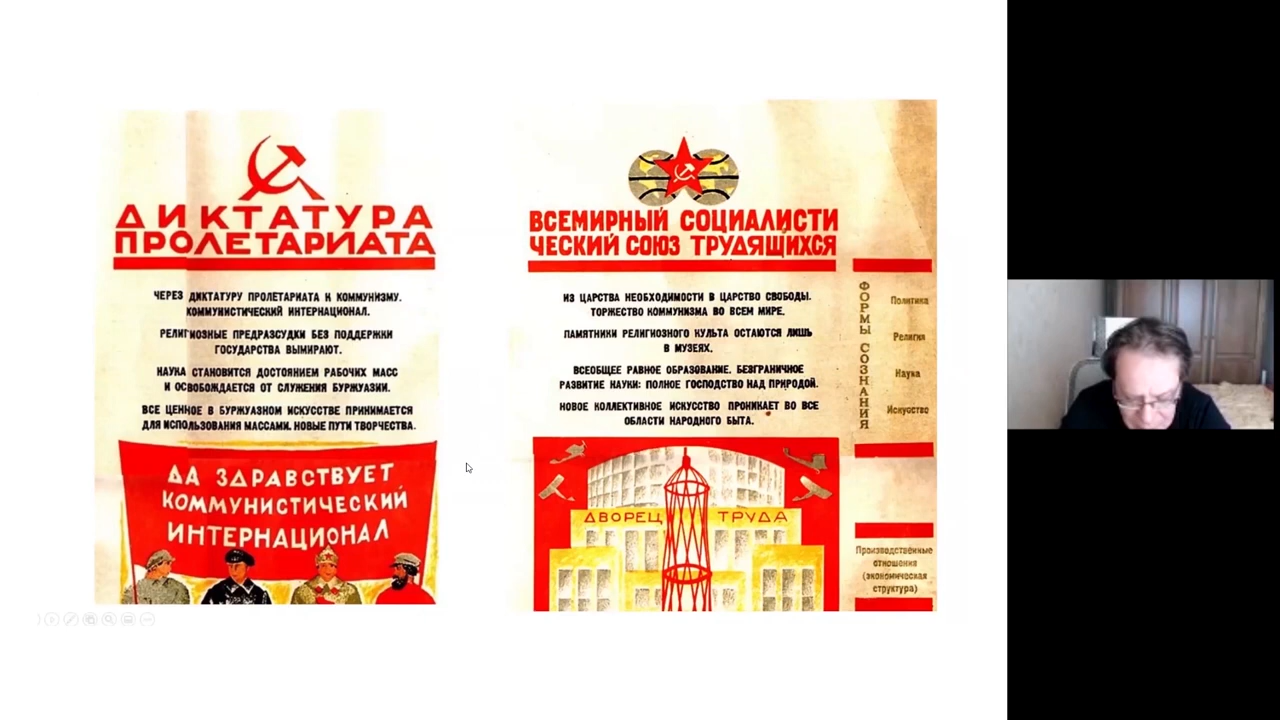 ДИКТАТУРА
ПРОЛЕТАРИАТА
ЧЕРЕЗ ДИКТАТУРУ ПРОЛЕТАРИАТА К КОММУНИЗМУ.
КОММУНИСТИЧЕСКИЙ ИНТЕРНАЦИОНАЛ.
РЕЛИГИОЗНЫЕ ПРЕДРАССУДКИ БЕЗ ПОДДЕРЖКИ
ГОСУДАРСТВА ВЫМИРАЮТ.
НАУКА СТАНОВИТСЯ ДОСТОЯНИЕМ РАБОЧИХ МАСС
И ОСВОБОЖДАЕТСЯ ОТ СЛУЖЕНИЯ БУРЖУАЗИИ.
ВСЕ ЦЕННОЕ В БУРЖУАЗНОМ ИСКУССТВЕ ПРИНИМАЕТСЯ
ДЛЯ ИСПОЛЬЗОВАНИЯ МАССАМИ. НОВЫЕ ПУТИ ТВОРЧЕСТВА.
ДА ЗДРАВСТВУЕТ
КОММУНИСТИЧЕСКИЙ
ИНТЕРНАЦИОНАЛ
ВСЕМИРНЫЙ СОЦИАЛИСТИ
ЧЕСКИЙ СОЮЗ ТРУДЯЩИХСЯ
ИЗ ЦАРСТВА НЕОБХОДИМОСТИ В ЦАРСТВО СВОБОДЫ.
ТОРЖЕСТВО КОММУНИЗМА ВО ВСЕМ МИРЕ.
ПАМЯТНИКИ РЕЛИГИОЗНОГО КУЛЬТА ОСТАЮТСЯ ЛИШЬ
В МУЗЕЯХ.
ВСЕОБЩЕЕ РАВНОЕ ОБРАЗОВАНИЕ. БЕЗГРАНИЧНОЕ
РАЗВИТИЕ НАУКИ: ПОЛНОЕ ГОСПОДСТВО НАД ПРИРОДОЙ.
НОВОЕ КОЛЛЕКТИВНОЕ ИСКУССТВО ПРОНИКАЕТ ВО ВСЕ
ОБЛАСТИ НАРОДНОГО БЫТА.
ДВОРЕЦ ТРУДА
ФОРМЫ СОЗНАНИЯ
Политика
Религия
Наука
Искусство
Производственные
отношения
(экономическая
структура)